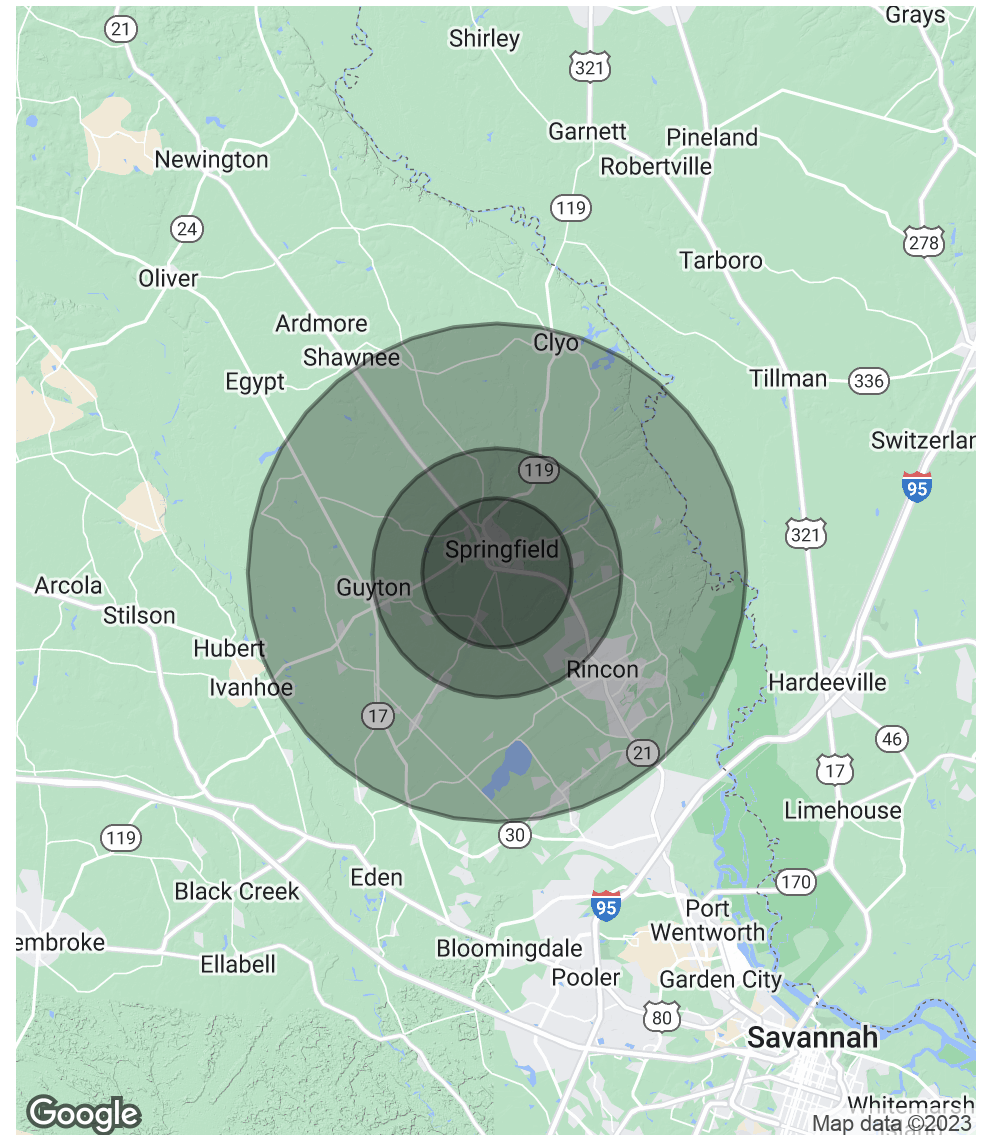 Grays
21
Shirley
321
Garnett
Pineland
Newington
Robertville
119
24
278
Tarboro
Oliver
Ardmore
Clyo
Shawnee
Egypt
Tillman
336
Switzerlan
119
95
321
Springfield
Arcola
Guyton
Stilson
Hubert
Rincon
Ivanhoe
Hardeeville
17
46
21
17
Limehouse
30
119
Eden
170
Black Creek
95
Port
Wentworth
embroke
Bloomingdale
Ellabell
Pooler
Garden City
80
Savannah
Whitemarsh
Google
Map data ©2023